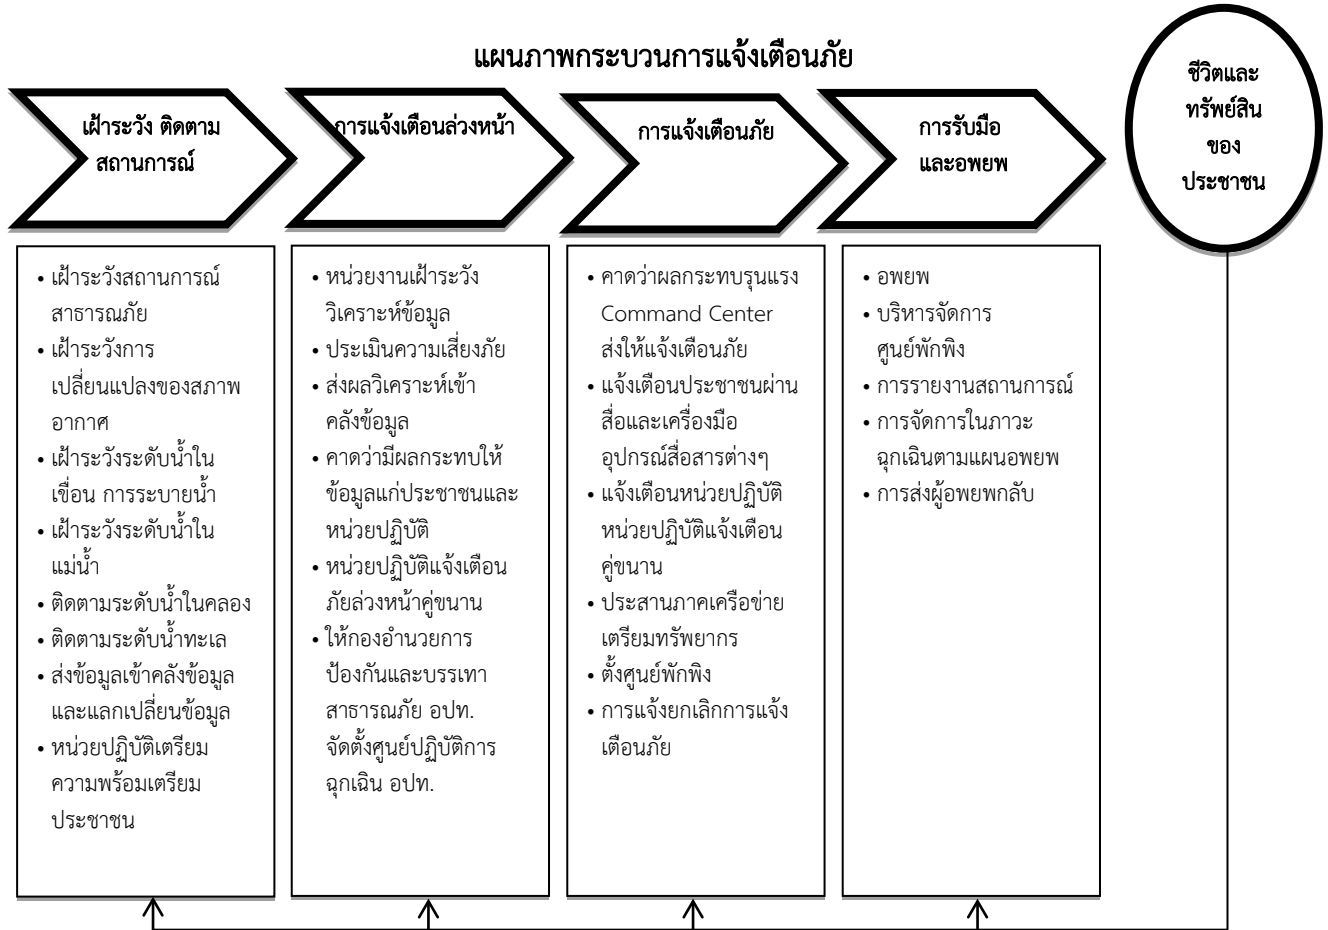 แผนภาพกระบวนการแจ้งเตือนภัย
เฝ้าระวัง ติดตาม
สถานการณ์
การแจ้งเตือนล่วงหน้า
การแจ้งเตือนภัย
การรับมือ
และอพยพ
ชีวิตและ
ทรัพย์สิน
ของ
ประชาชน
• เฝ้าระวังสถานการณ์
สาธารณภัย
• เฝ้าระวังการ
เปลี่ยนแปลงของสภาพ
อากาศ
• เฝ้าระวังระดับน้ำใน
เขื่อน การระบายน้ำ
• เฝ้าระวังระดับน้ำใน
แม่น้ำ
• ติดตามระดับน้ำในคลอง
• ติดตามระดับน้ำทะเล
• ส่งข้อมูลเข้าคลังข้อมูล
และแลกเปลี่ยนข้อมูล
• หน่วยปฏิบัติเตรียม
ความพร้อมเตรียม
ประชาชน
• หน่วยงานเฝ้าระวัง
วิเคราะห์ข้อมูล
• ประเมินความเสี่ยงภัย
• ส่งผลวิเคราะห์เข้า
คลังข้อมูล
• คาดว่ามีผลกระทบให้
ข้อมูลแก่ประชาชนและ
หน่วยปฏิบัติ
• หน่วยปฏิบัติแจ้งเตือน
ภัยล่วงหน้าคู่ขนาน
• ให้กองอำนวยการ
ป้องกันและบรรเทา
สาธารณภัย อปท.
จัดตั้งศูนย์ปฏิบัติการ
ฉุกเฉิน อปท.
• คาดว่าผลกระทบรุนแรง
Command Center
ส่งให้แจ้งเตือนภัย
• แจ้งเตือนประชาชนผ่าน
สื่อและเครื่องมือ
อุปกรณ์สื่อสารต่างๆ
• แจ้งเตือนหน่วยปฏิบัติ
หน่วยปฏิบัติแจ้งเตือน
คู่ขนาน
• ประสานภาคเครือข่าย
เตรียมทรัพยากร
• ตั้งศูนย์พักพิง
• การแจ้งยกเลิกการแจ้ง
เตือนภัย
• อพยพ
• บริหารจัดการ
ศูนย์พักพิง
• การรายงานสถานการณ์
• การจัดการในภาวะ
ฉุกเฉินตามแผนอพยพ
• การส่งผู้อพยพกลับ